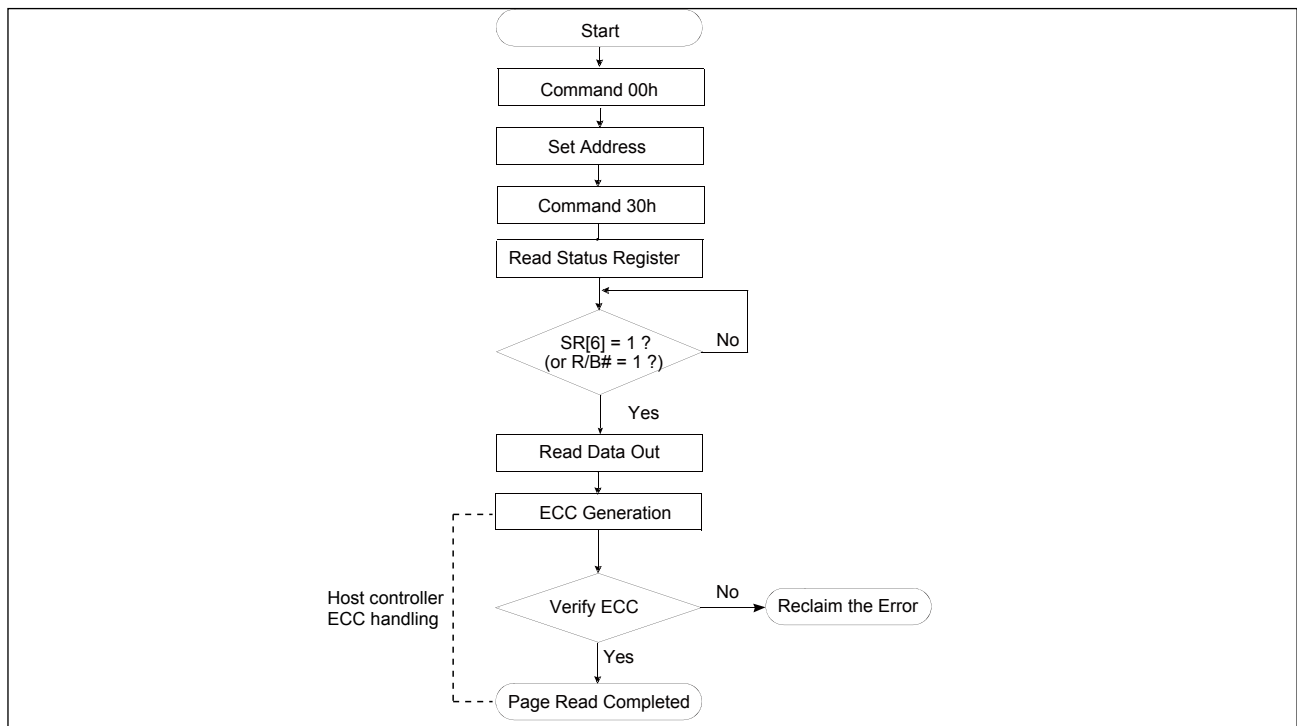 Start
Command 00h
Set Address
Command 30h
Read Status Register
SR[6] = 1 ?
(or R/B# = 1 ?)
No
Yes
Read Data Out
ECC Generation
Host controller
ECC handling
Verify ECC
No
Reclaim the Error
Yes
Page Read Completed